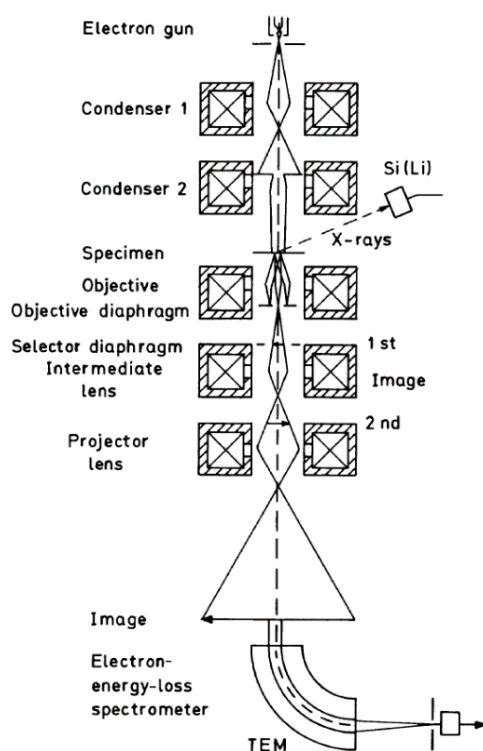 Electron gun
Condenser 1
Si(Li)
Condenser 2
X-rays
Specimen
Objective
Objective diaphragm
Selector diaphragm
1 st
Intermediate
lens
Image
2 nd
Projector
lens
Image
Electron-
energy-loss
spectrometer
TEM